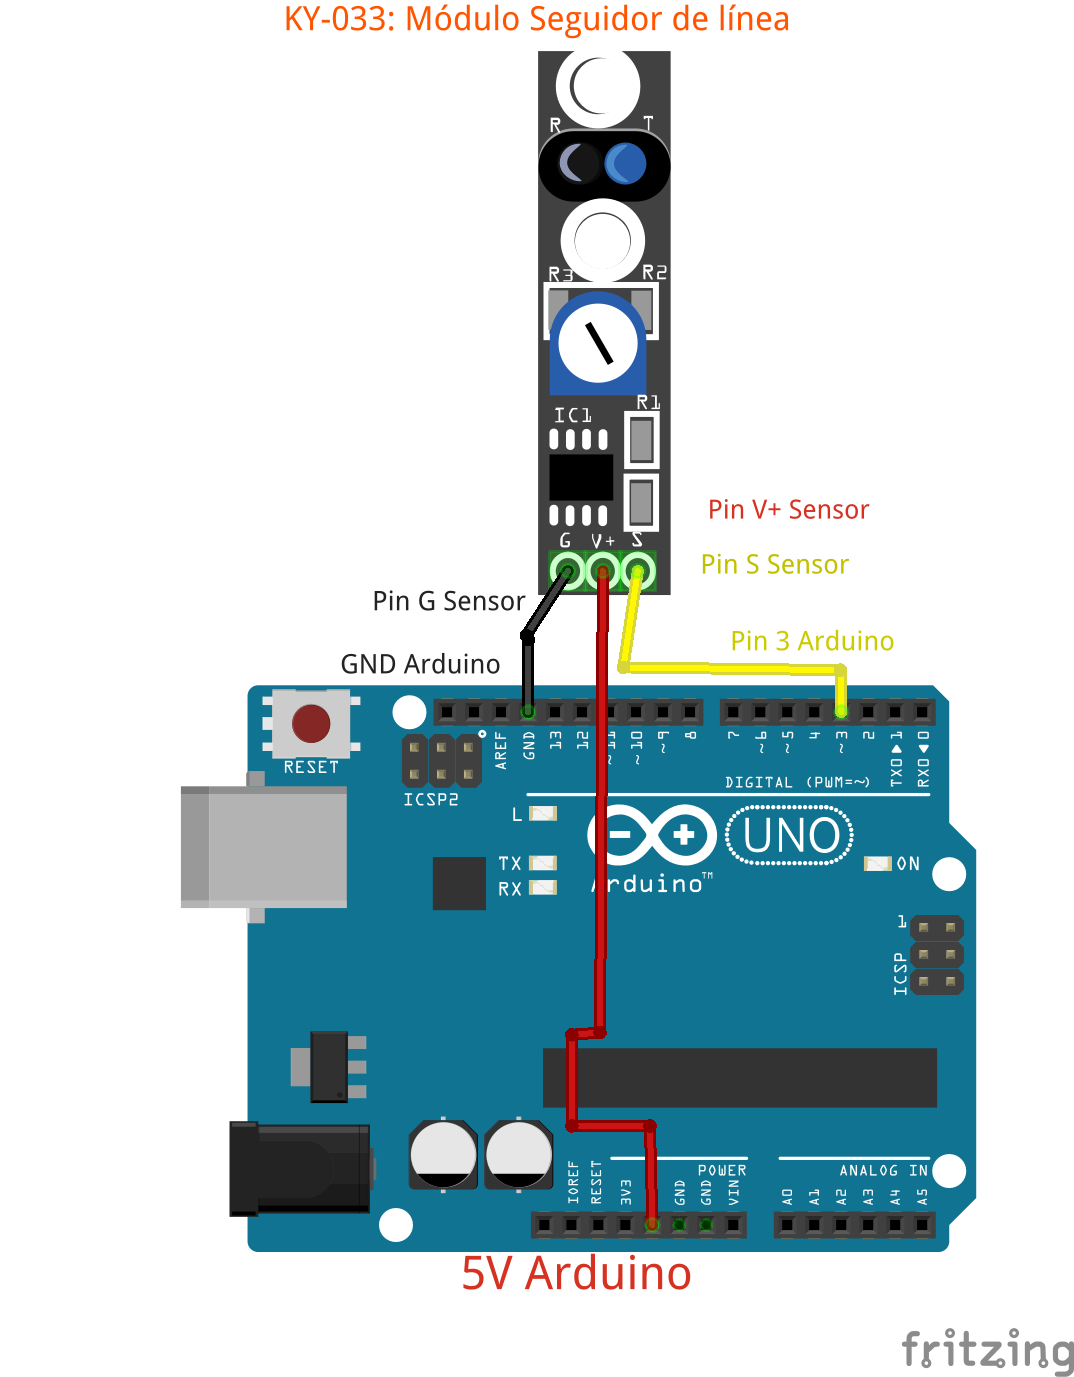 KY-033: Módulo Seguidor de línea
R T
R3 R2
R1
IC1
G V+ S
Pin V+ Sensor
Pin S Sensor
Pin G Sensor
Pin 3 Arduino
GND Arduino
RESET
ICSP2
AREF
GND
13
12
~11
~10
~9
8
7
~6
~5
4
~3
2
TX0▶1
RX0◀0
DIGITAL (PWM=~)
L
TX
RX
UNO
Arduino™
ON
1
ICSP
POWER
ANALOG IN
IOREF
RESET
3V3
GND
GND
VIN
A0
A1
A2
A3
A4
A5
5V Arduino
fritzing